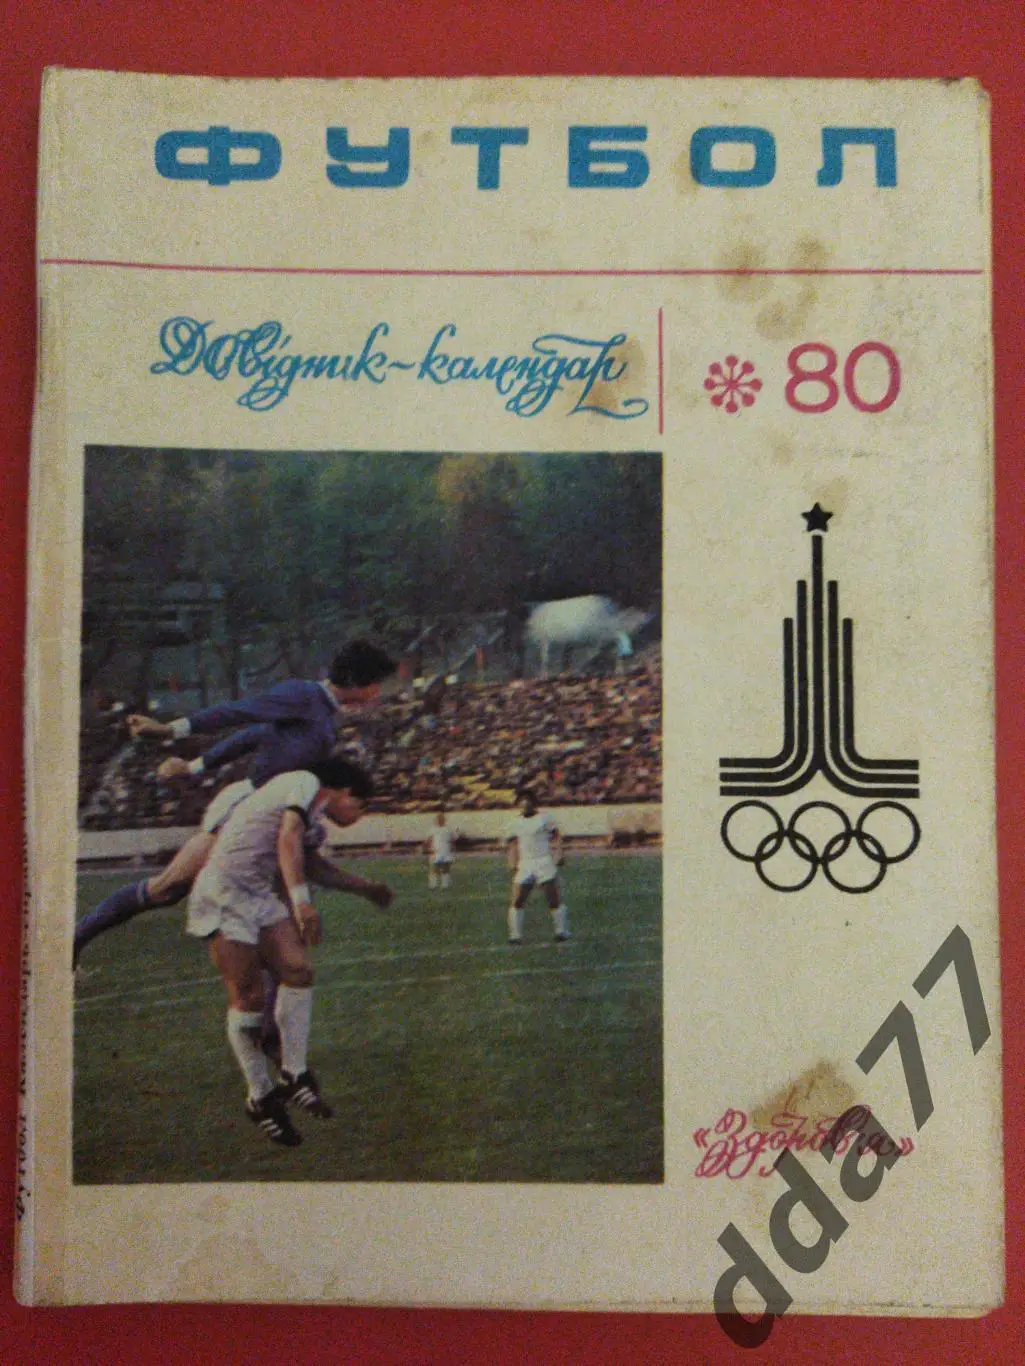 ФУТБОЛ
Довідник-календар
* 80
«Здоров'я»
dda77